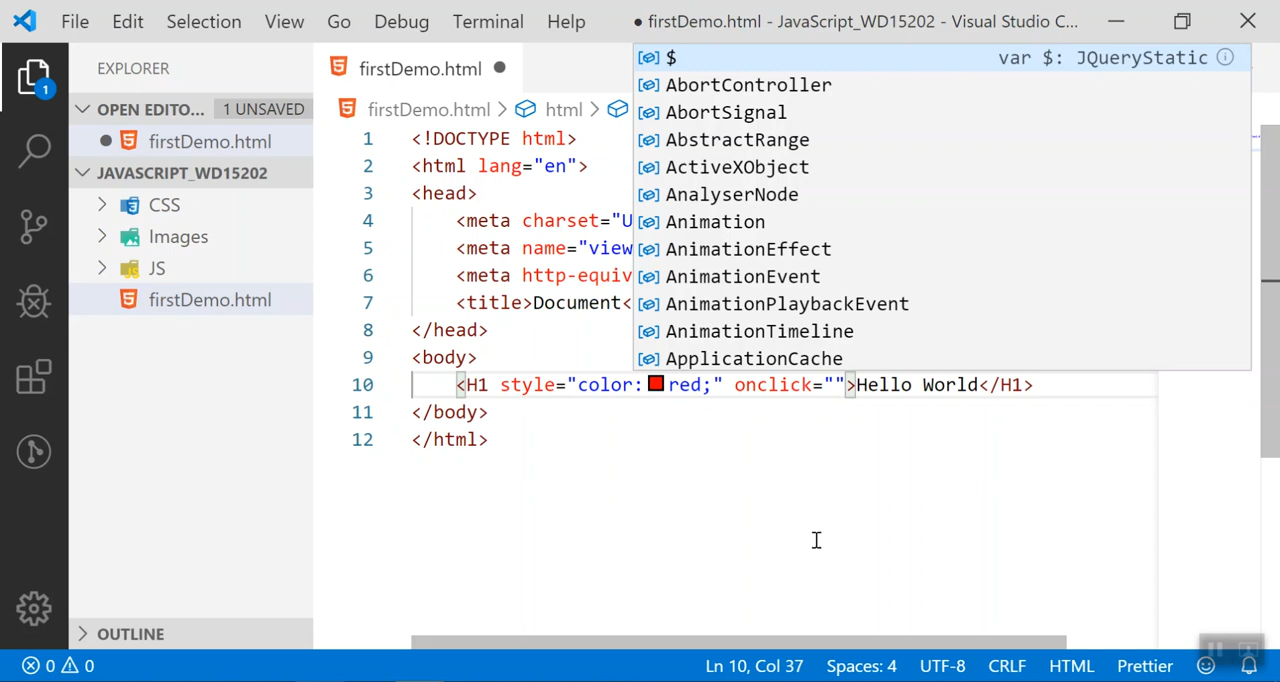 File Edit Selection View Go Debug Terminal Help ● firstDemo.html - JavaScript_WD15202 - Visual Studio C...
EXPLORER
OPEN EDITO... 1 UNSAVED
firstDemo.html
JAVASCRIPT_WD15202
CSS
Images
JS
firstDemo.html
OUTLINE
1
firstDemo.html
firstDemo.html > html >
1 <!DOCTYPE html>
2 <html lang="en">
3 <head>
4 <meta charset="U
5 <meta name="view
6 <meta http-equiv
7 <title>Document<
8 </head>
9 <body>
10 <H1 style="color: red;" onclick="">Hello World</H1>
11 </body>
12 </html>
$ var $: JQueryStatic
AbortController
AbortSignal
AbstractRange
ActiveXObject
AnalyserNode
Animation
AnimationEffect
AnimationEvent
AnimationPlaybackEvent
AnimationTimeline
ApplicationCache
0 0 Ln 10, Col 37 Spaces: 4 UTF-8 CRLF HTML Prettier